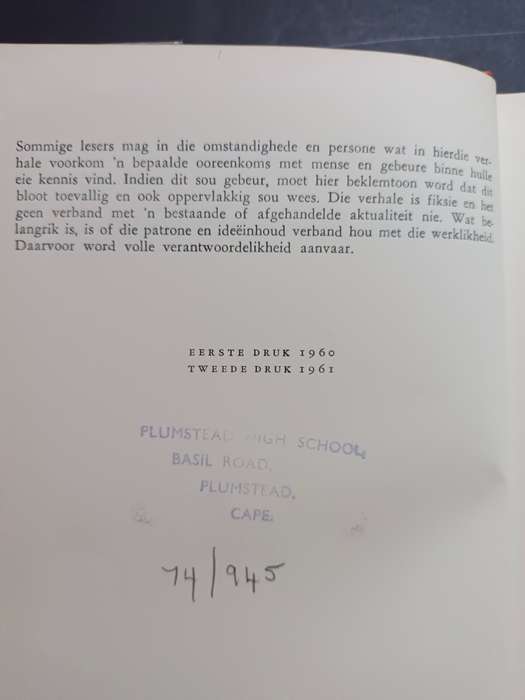 Sommige lesers mag in die omstandighede en persone wat in hierdie ver-
hale voorkom 'n bepaalde ooreenkoms met mense en gebeure binne hulle
eie kennis vind. Indien dit sou gebeur, moet hier beklemtoon word dat dit
bloot toevallig en ook oppervlakkig sou wees. Die verhale is fiksie en het
geen verband met 'n bestaande of afgehandelde aktualiteit nie. Wat be-
langrik is, is of die patrone en ideëinhoud verband hou met die werklikheid.
Daarvoor word volle verantwoordelikheid aanvaar.
EERSTE DRUK 1960
TWEEDE DRUK 1961
PLUMSTEAD HIGH SCHOOL,
BASIL ROAD,
PLUMSTEAD,
CAPE.
74/945